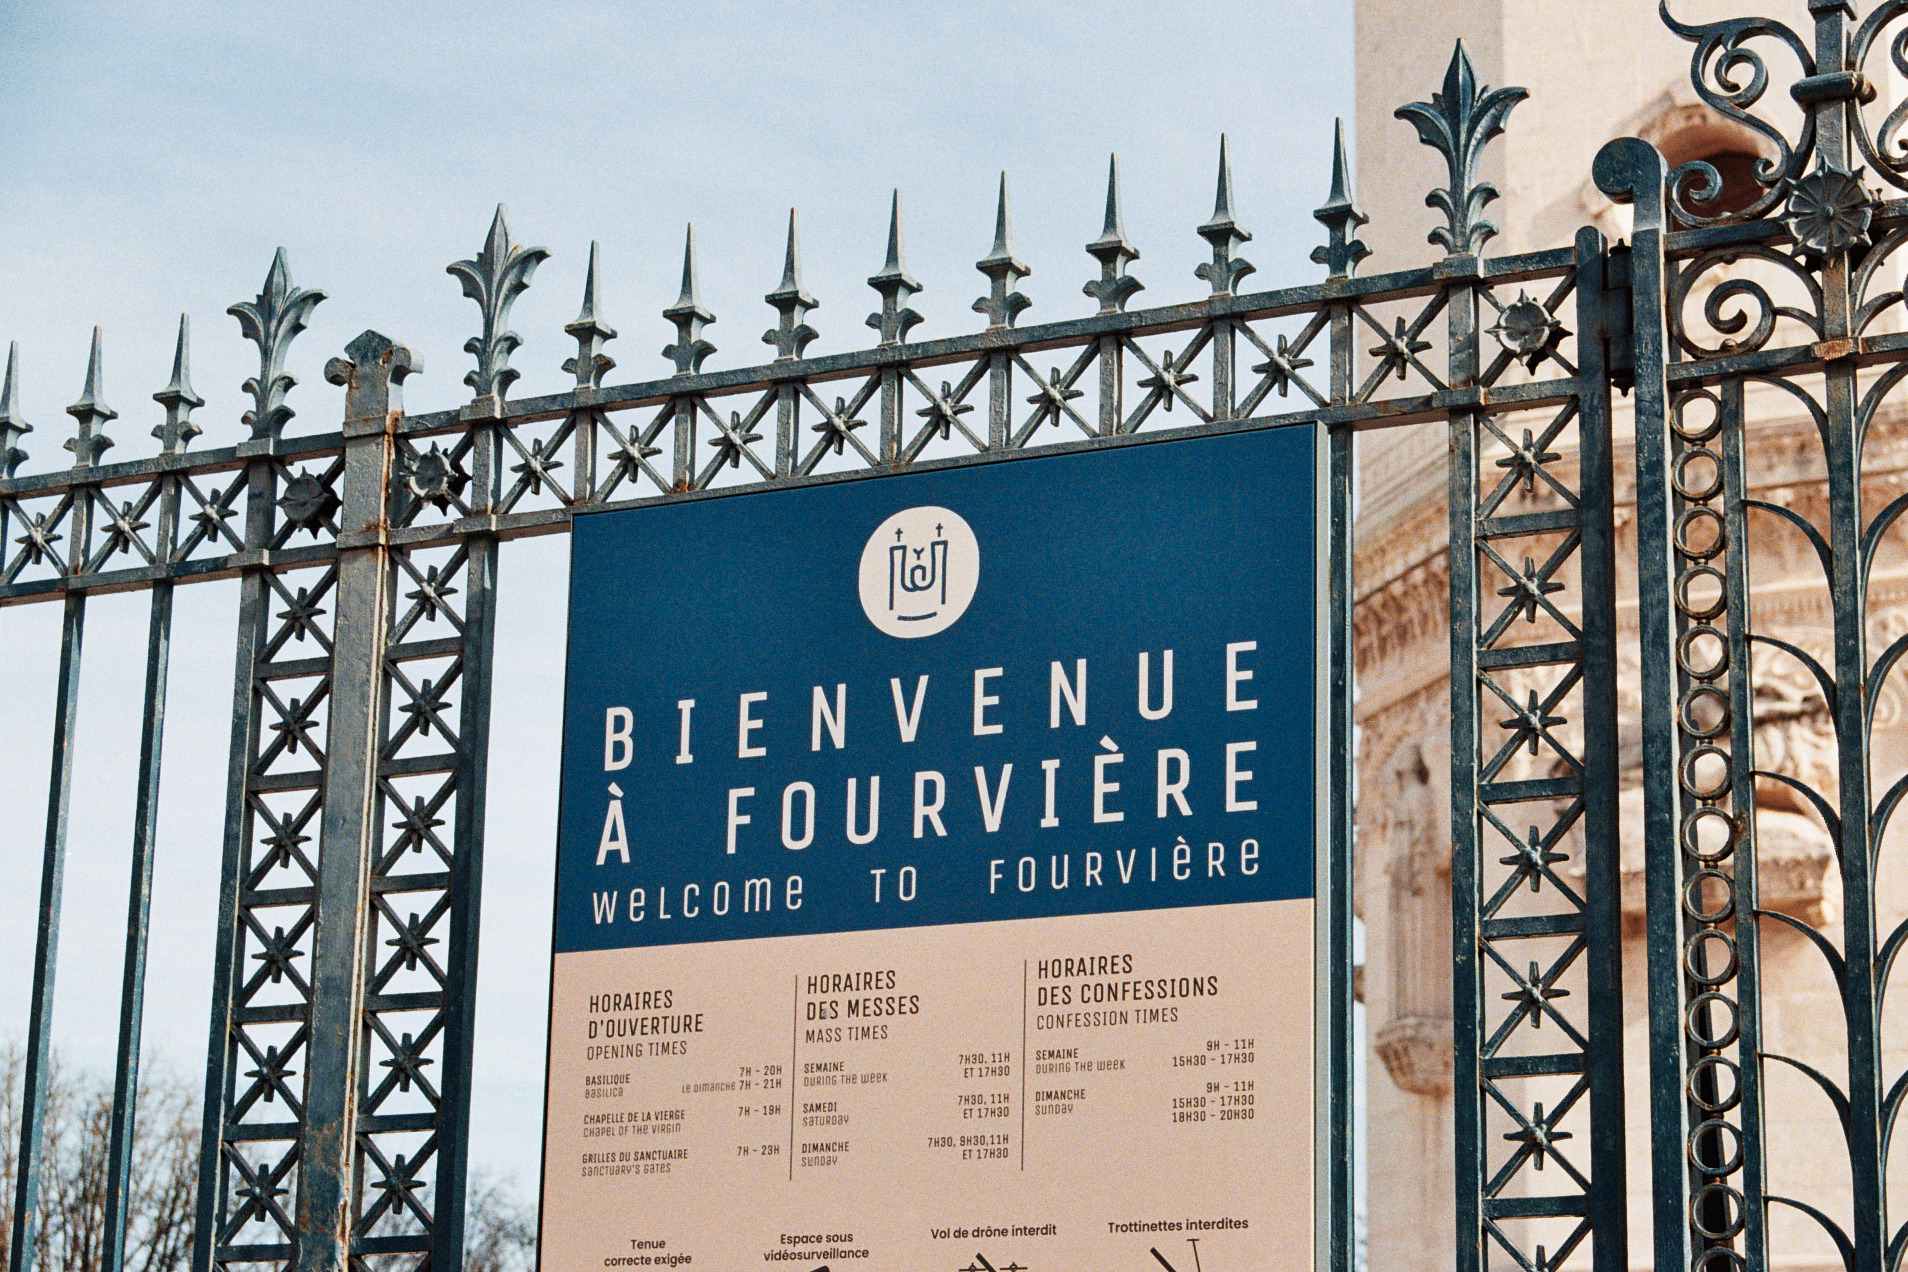 BIENVENUE
À FOURVIÈRE
WELCOME TO FOURVIÈRE
HORAIRES
D'OUVERTURE
OPENING TIMES
BASILIQUE 7H - 20H
BASILICA LE DIMANCHE 7H - 21H
CHAPELLE DE LA VIERGE 7H - 19H
CHAPEL OF THE VIRGIN
GRILLES DU SANCTUAIRE 7H - 23H
SANCTUARY'S GATES
HORAIRES
DES MESSES
MASS TIMES
SEMAINE 7H30, 11H
DURING THE WEEK ET 17H30
SAMEDI 7H30, 11H
SATURDAY ET 17H30
DIMANCHE 7H30, 9H30,11H
SUNDAY ET 17H30
HORAIRES
DES CONFESSIONS
CONFESSION TIMES
SEMAINE 9H - 11H
DURING THE WEEK 15H30 - 17H30
DIMANCHE 9H - 11H
SUNDAY 15H30 - 17H30
18H30 - 20H30
Tenue
correcte exigée
Espace sous
vidéosurveillance
Vol de drône interdit
Trottinettes interdites